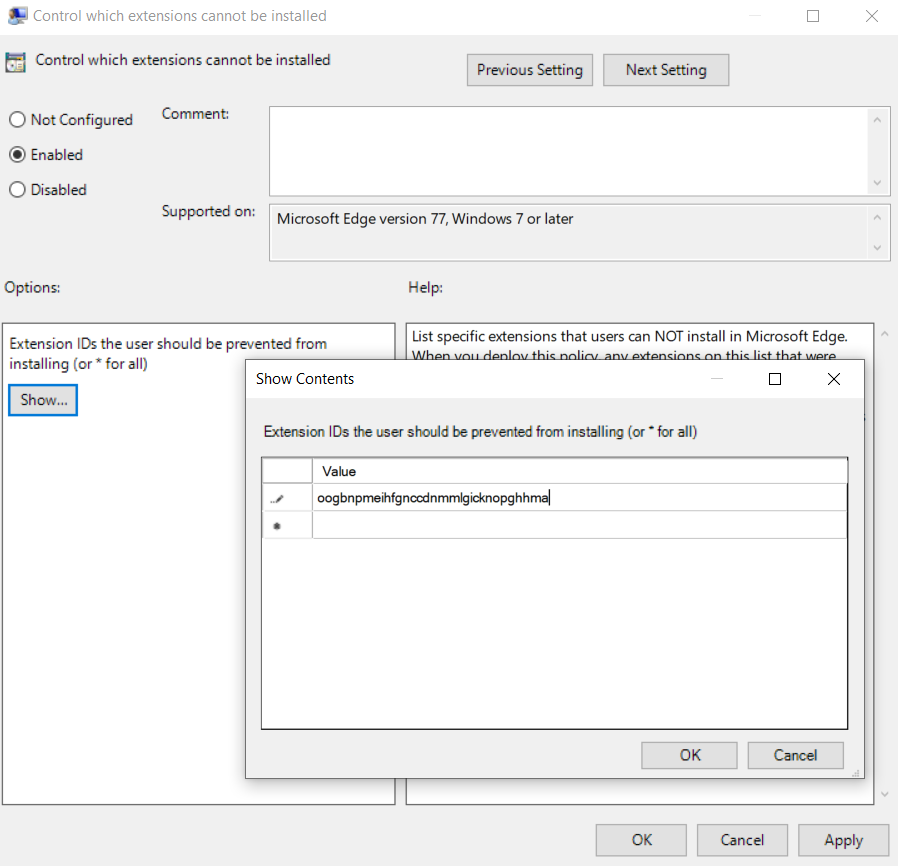 Control which extensions cannot be installed
Control which extensions cannot be installed
Previous Setting
Next Setting
Not Configured
Enabled
Disabled
Comment:
Supported on:
Microsoft Edge version 77, Windows 7 or later
Options:
Help:
Extension IDs the user should be prevented from
installing (or * for all)
Show...
List specific extensions that users can NOT install in Microsoft Edge.
When you deploy this policy, any extensions on this list that were
Show Contents
Extension IDs the user should be prevented from installing (or * for all)
Value
oogbnpmeihfgnccdnmmlgicknopghhma
OK
Cancel
OK
Cancel
Apply